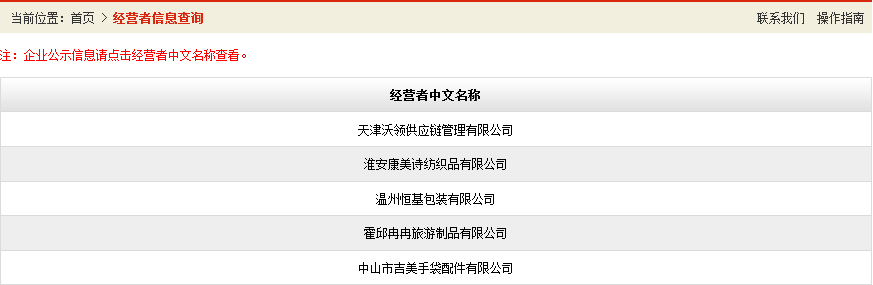 当前位置：首页 > 经营者信息查询 联系我们 操作指南
注：企业公示信息请点击经营者中文名称查看。
经营者中文名称
天津沃领供应链管理有限公司
淮安康美诗纺织品有限公司
温州恒基包装有限公司
霍邱冉冉旅游制品有限公司
中山市吉美手袋配件有限公司